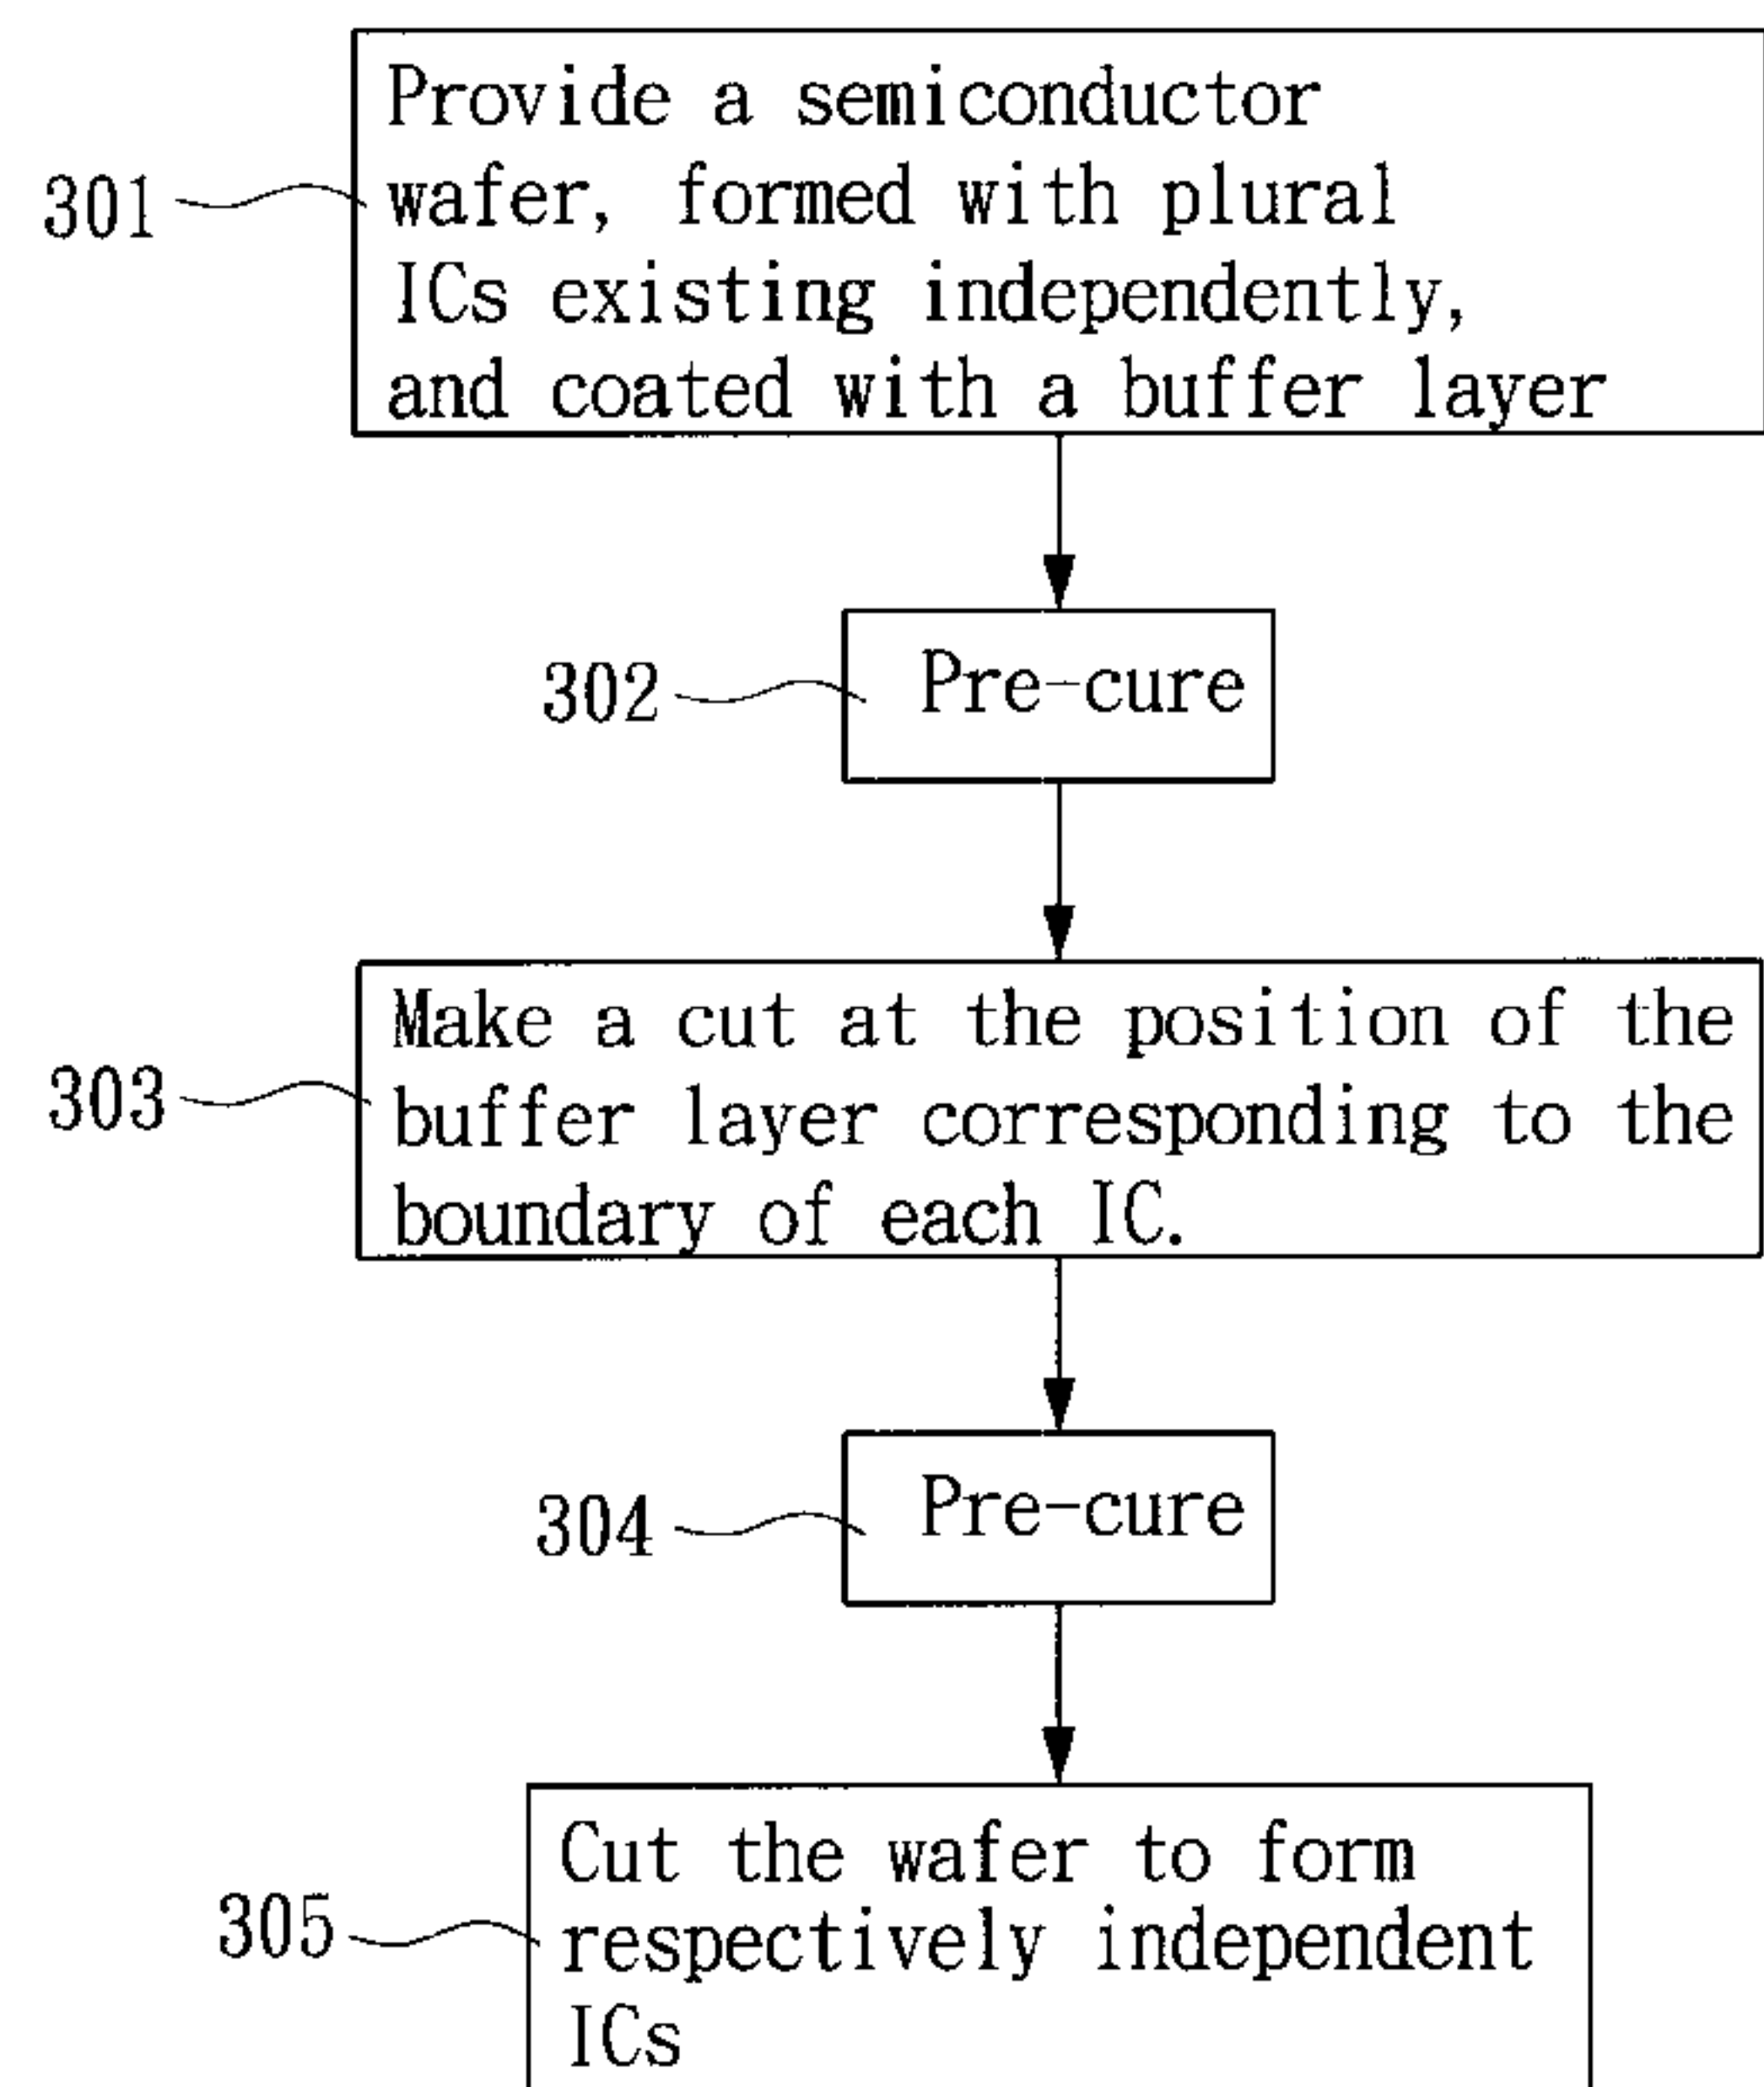 Provide a semiconductor
wafer, formed with plural
301
ICs existing independently,
and coated with a buffer layer
302
Pre-cure
Make a cut at the position of the
303
buffer layer corresponding to the
boundary of each IC.
304
Pre-cure
Cut the wafer to form
305
respectively independent
ICs